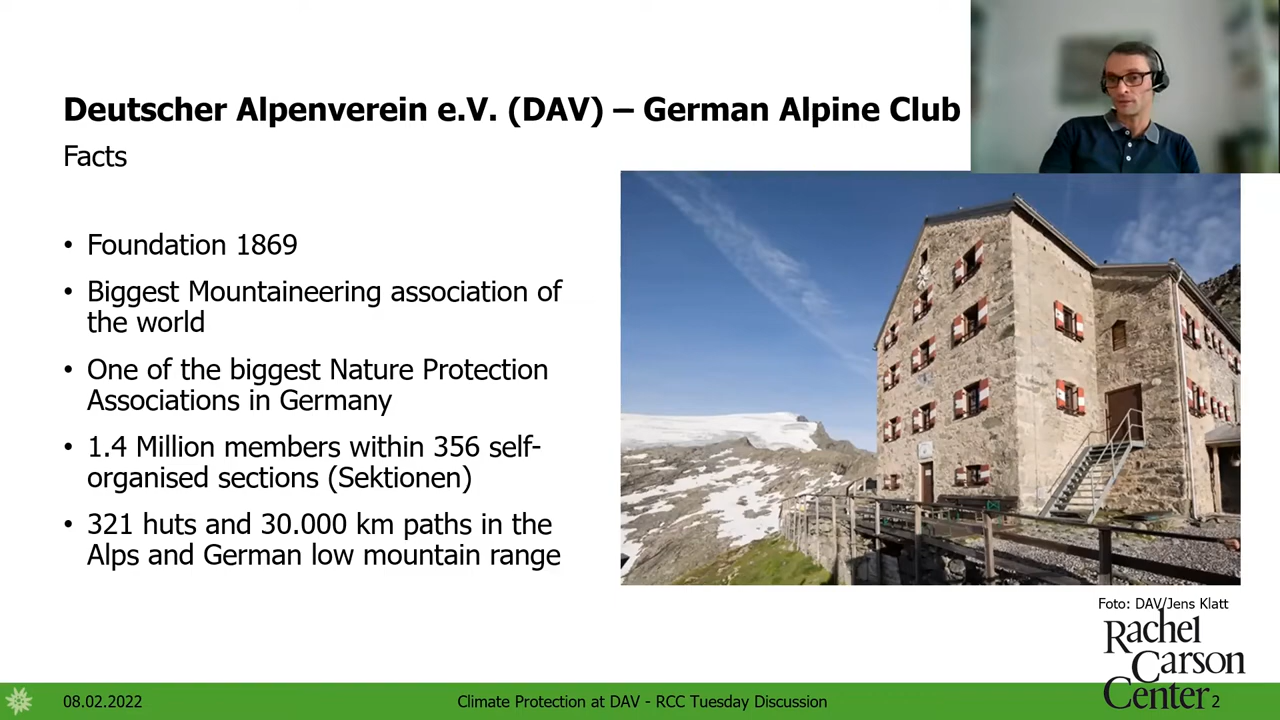 Deutscher Alpenverein e.V. (DAV) – German Alpine Club
Facts
• Foundation 1869
• Biggest Mountaineering association of
the world
• One of the biggest Nature Protection
Associations in Germany
• 1.4 Million members within 356 self-
organised sections (Sektionen)
• 321 huts and 30.000 km paths in the
Alps and German low mountain range
Foto: DAV/Jens Klatt
Rachel
Carson
Center
08.02.2022
Climate Protection at DAV - RCC Tuesday Discussion
2